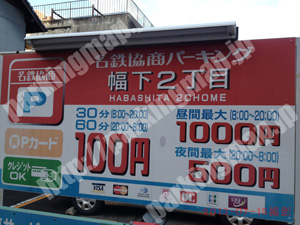 名鉄協商パーキング
名鉄協商
P
幅下2丁目
HABASHITA 2CHOME
30分(8:00~20:00)
60分(20:00~8:00)
100円
昼間最大(8:00~20:00)
1000円
夜間最大(20:00~8:00)
500円
Pカード
クレジット
OK
VISA